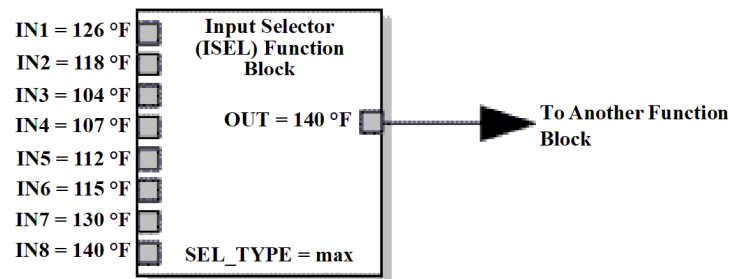 IN1 = 126 °F
IN2 = 118 °F
IN3 = 104 °F
IN4 = 107 °F
IN5 = 112 °F
IN6 = 115 °F
IN7 = 130 °F
IN8 = 140 °F
Input Selector
(ISEL) Function
Block
OUT = 140 °F
SEL_TYPE = max
To Another Function
Block